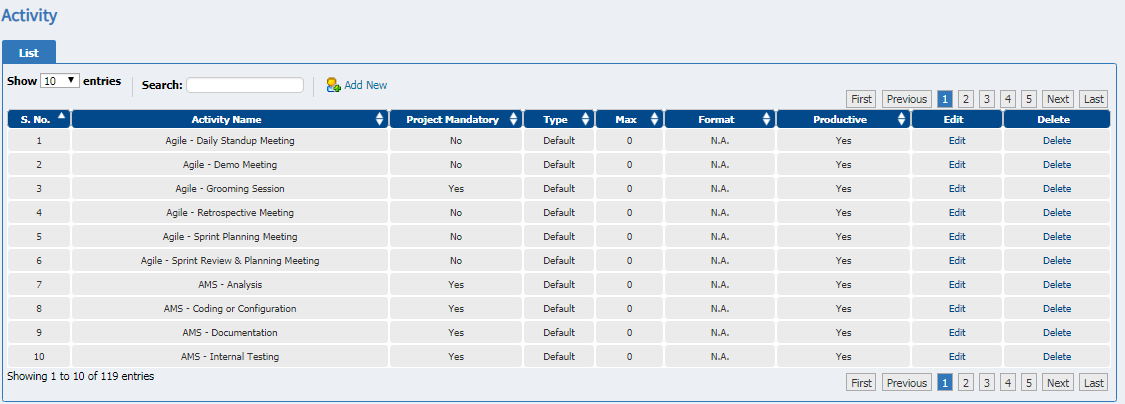 Activity
List
Show 10 entries Search: Add New
First Previous 1 2 3 4 5 Next Last
S. No. Activity Name Project Mandatory Type Max Format Productive Edit Delete
1 Agile - Daily Standup Meeting No Default 0 N.A. Yes Edit Delete
2 Agile - Demo Meeting No Default 0 N.A. Yes Edit Delete
3 Agile - Grooming Session Yes Default 0 N.A. Yes Edit Delete
4 Agile - Retrospective Meeting No Default 0 N.A. Yes Edit Delete
5 Agile - Sprint Planning Meeting No Default 0 N.A. Yes Edit Delete
6 Agile - Sprint Review & Planning Meeting No Default 0 N.A. Yes Edit Delete
7 AMS - Analysis Yes Default 0 N.A. Yes Edit Delete
8 AMS - Coding or Configuration Yes Default 0 N.A. Yes Edit Delete
9 AMS - Documentation Yes Default 0 N.A. Yes Edit Delete
10 AMS - Internal Testing Yes Default 0 N.A. Yes Edit Delete
Showing 1 to 10 of 119 entries
First Previous 1 2 3 4 5 Next Last